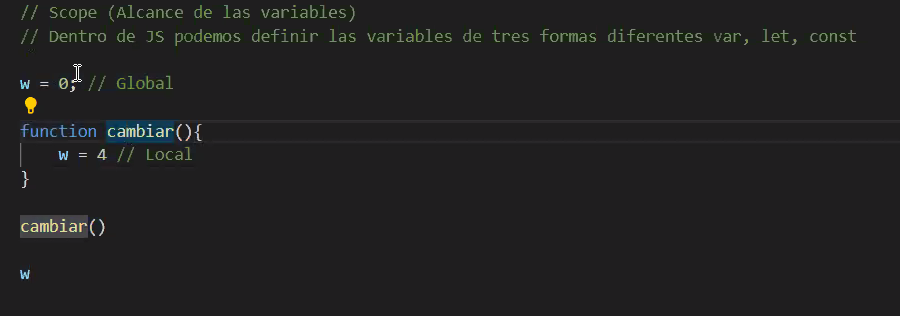 // Scope (Alcance de las variables)
// Dentro de JS podemos definir las variables de tres formas diferentes var, let, const
w = 0; // Global
function cambiar(){
w = 4 // Local
}
cambiar()
w